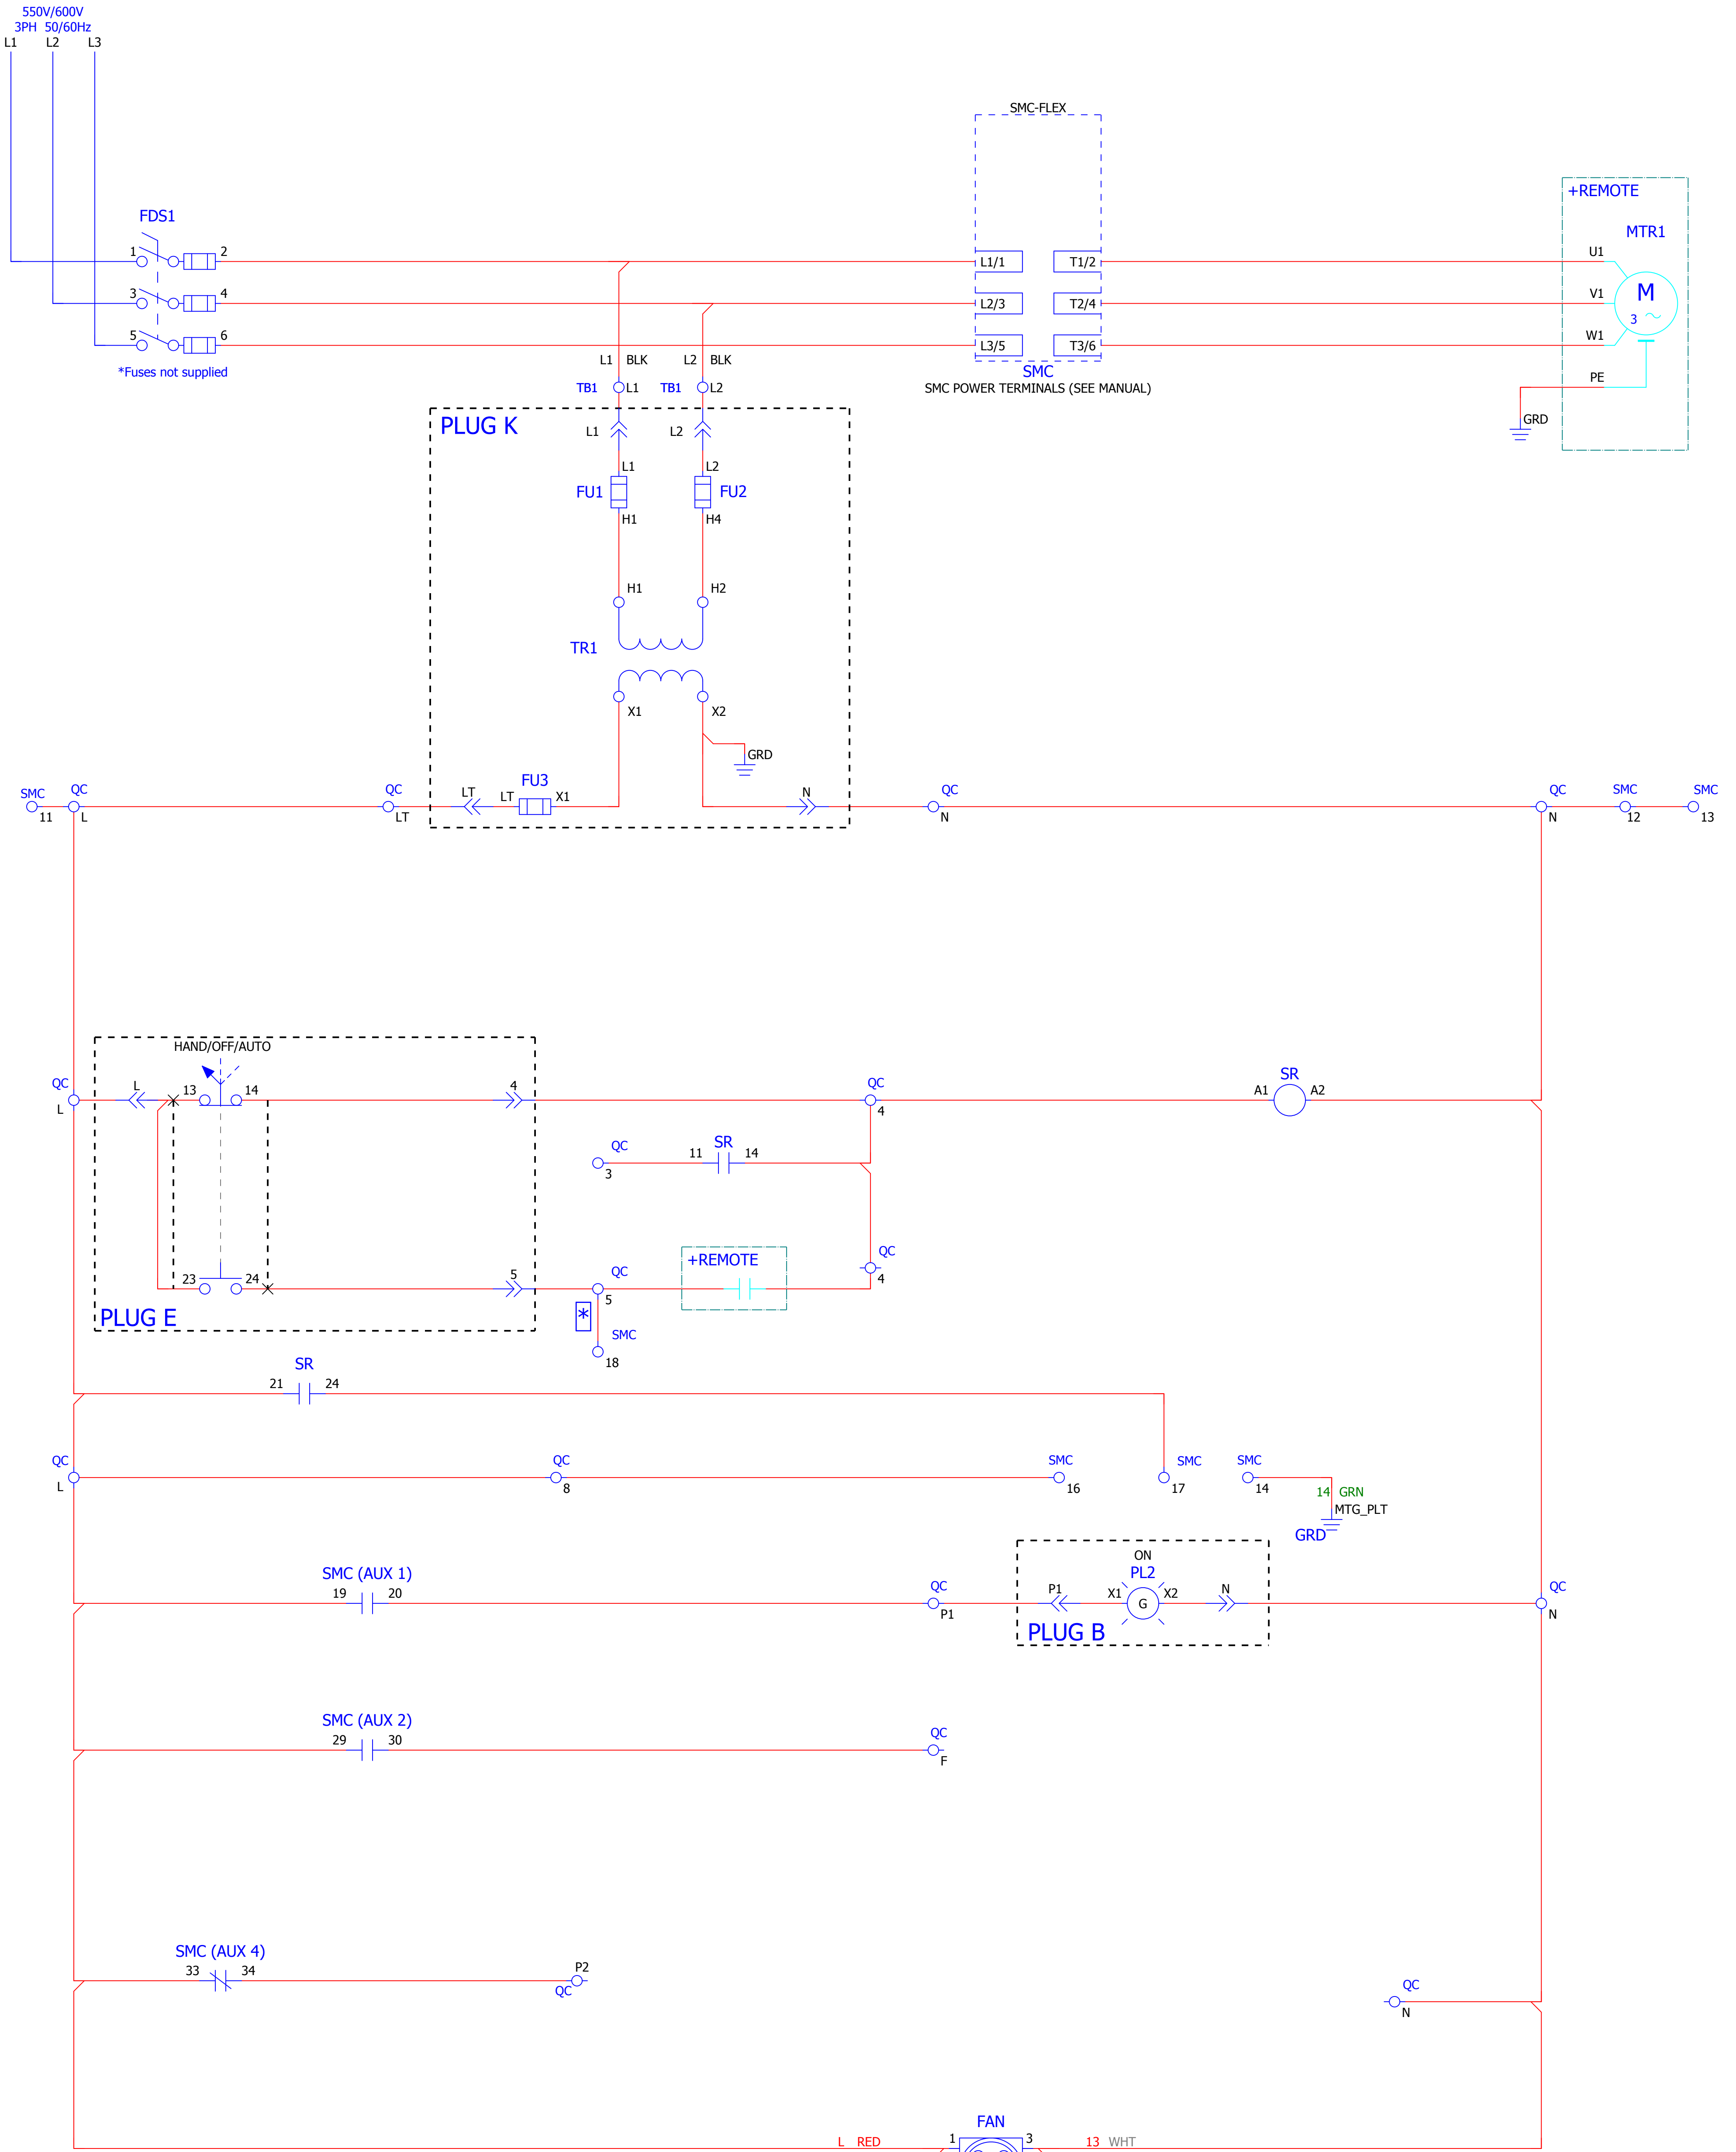 550V/600V
3PH 50/60Hz
L1 L2 L3
SMC-FLEX
+REMOTE
MTR1
FDS1
1 2
L1/1 T1/2
U1
3 4
L2/3 T2/4
V1
M
3
5 6
L3/5 T3/6
W1
*Fuses not supplied
L1 BLK L2 BLK
SMC
SMC POWER TERMINALS (SEE MANUAL)
PE
GRD
TB1 L1 TB1 L2
PLUG K
L1 L2
L1 L2
FU1 FU2
H1 H4
H1 H2
TR1
X1 X2
GRD
SMC QC QC
11 L LT
LT LT FU3 X1
N
QC
N
QC SMC SMC
N 12 13
HAND/OFF/AUTO
QC
L
L 13 14 4
QC
4
SR
A1 A2
QC
3
SR
11 14
QC
4
+REMOTE
23 24 5
QC
5
PLUG E
*
SMC
18
SR
21 24
QC
L
QC
8
SMC
16
SMC
17
SMC
14
14 GRN
MTG_PLT
GRD
SMC (AUX 1)
19 20
QC
P1
ON
PL2
P1 X1 G X2 N
PLUG B
QC
N
SMC (AUX 2)
29 30
QC
F
SMC (AUX 4)
33 34
P2
QC
QC
N
FAN
L RED 1 3 13 WHT